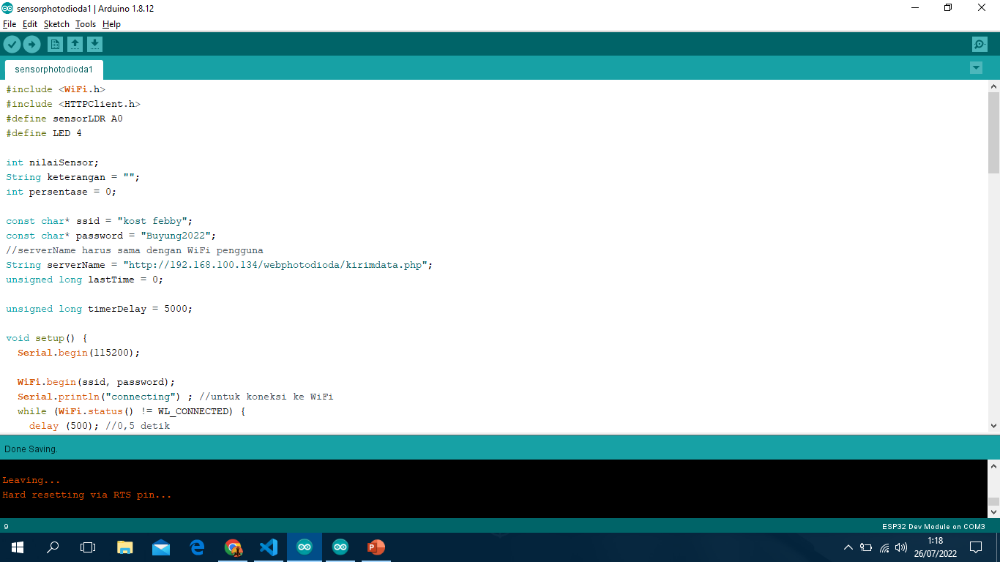 sensorphotodioda1 | Arduino 1.8.12
File Edit Sketch Tools Help
sensorphotodioda1
#include <WiFi.h>
#include <HTTPClient.h>
#define sensorLDR A0
#define LED 4
int nilaiSensor;
String keterangan = "";
int persentase = 0;
const char* ssid = "kost febby";
const char* password = "Buyung2022";
//serverName harus sama dengan WiFi pengguna
String serverName = "http://192.168.100.134/webphotodioda/kirimdata.php";
unsigned long lastTime = 0;
unsigned long timerDelay = 5000;
void setup() {
  Serial.begin(115200);
  WiFi.begin(ssid, password);
  Serial.println("connecting") ; //untuk koneksi ke WiFi
  while (WiFi.status() != WL_CONNECTED) {
    delay (500); //0,5 detik
Done Saving.
Leaving...
Hard resetting via RTS pin...
9 ESP32 Dev Module on COM3
1:18
26/07/2022